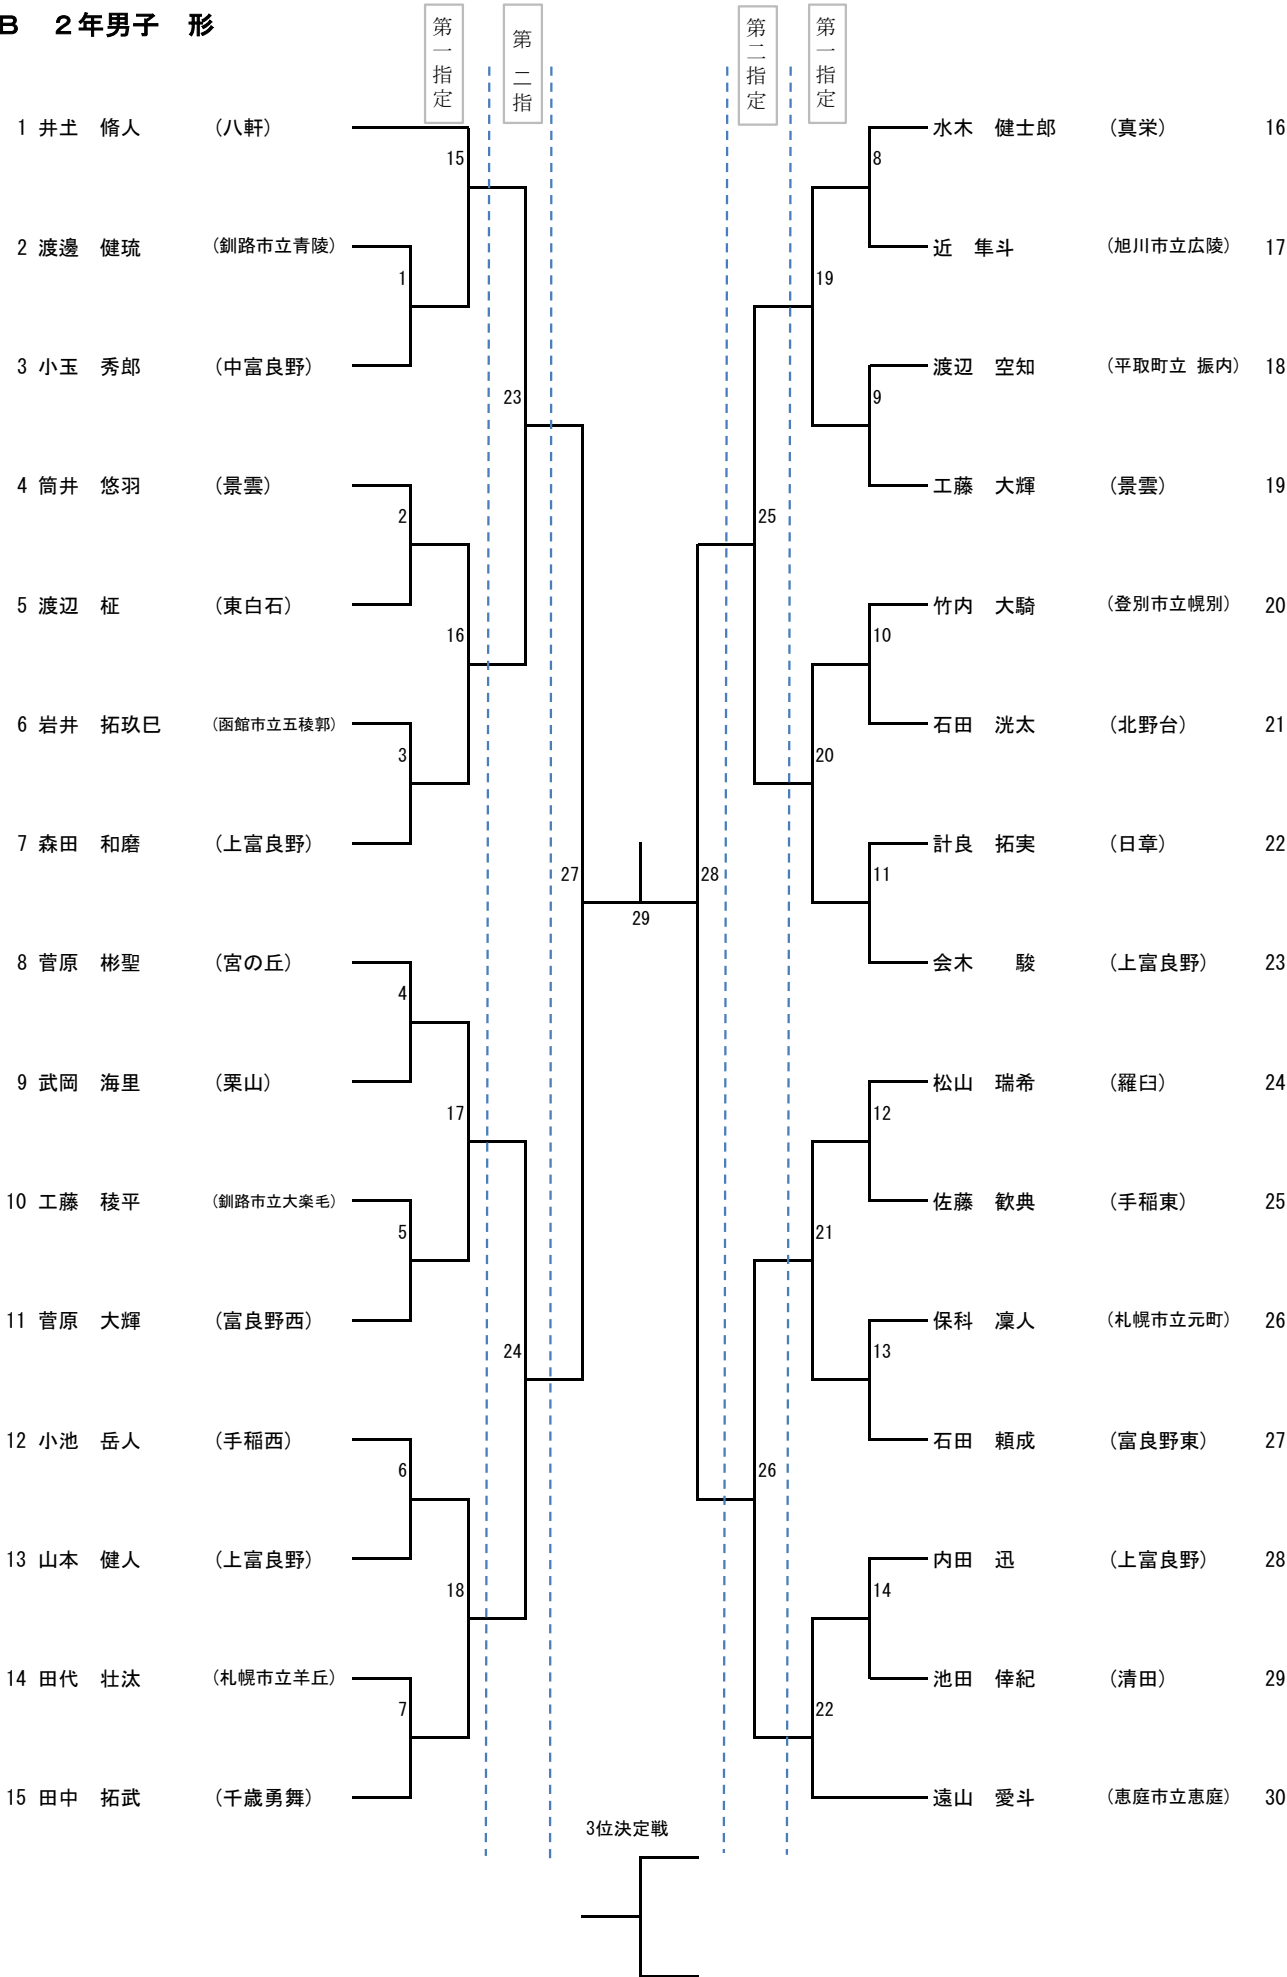 B　２年男子　形
第一指定
第二指
第二指定
第一指定
1 井圡　脩人 （八軒）
15
2 渡邊　健琉 （釧路市立青陵）
1
3 小玉　秀郎 （中富良野）
23
4 筒井　悠羽 （景雲）
2
5 渡辺　柾 （東白石）
16
6 岩井　拓玖巳 （函館市立五稜郭）
3
7 森田　和磨 （上富良野）
27
8 菅原　彬聖 （宮の丘）
4
9 武岡　海里 （栗山）
17
10 工藤　稜平 （釧路市立大楽毛）
5
11 菅原　大輝 （富良野西）
24
12 小池　岳人 （手稲西）
6
13 山本　健人 （上富良野）
18
14 田代　壮汰 （札幌市立羊丘）
7
15 田中　拓武 （千歳勇舞）
29
水木　健士郎 （真栄） 16
8
近　隼斗 （旭川市立広陵） 17
19
渡辺　空知 （平取町立 振内） 18
9
工藤　大輝 （景雲） 19
25
竹内　大騎 （登別市立幌別） 20
10
石田　洸太 （北野台） 21
20
計良　拓実 （日章） 22
11
28
会木　　駿 （上富良野） 23
松山　瑞希 （羅臼） 24
12
佐藤　歓典 （手稲東） 25
21
保科　凜人 （札幌市立元町） 26
13
石田　頼成 （富良野東） 27
26
内田　迅 （上富良野） 28
14
池田　倖紀 （清田） 29
22
遠山　愛斗 （恵庭市立恵庭） 30
3位決定戦